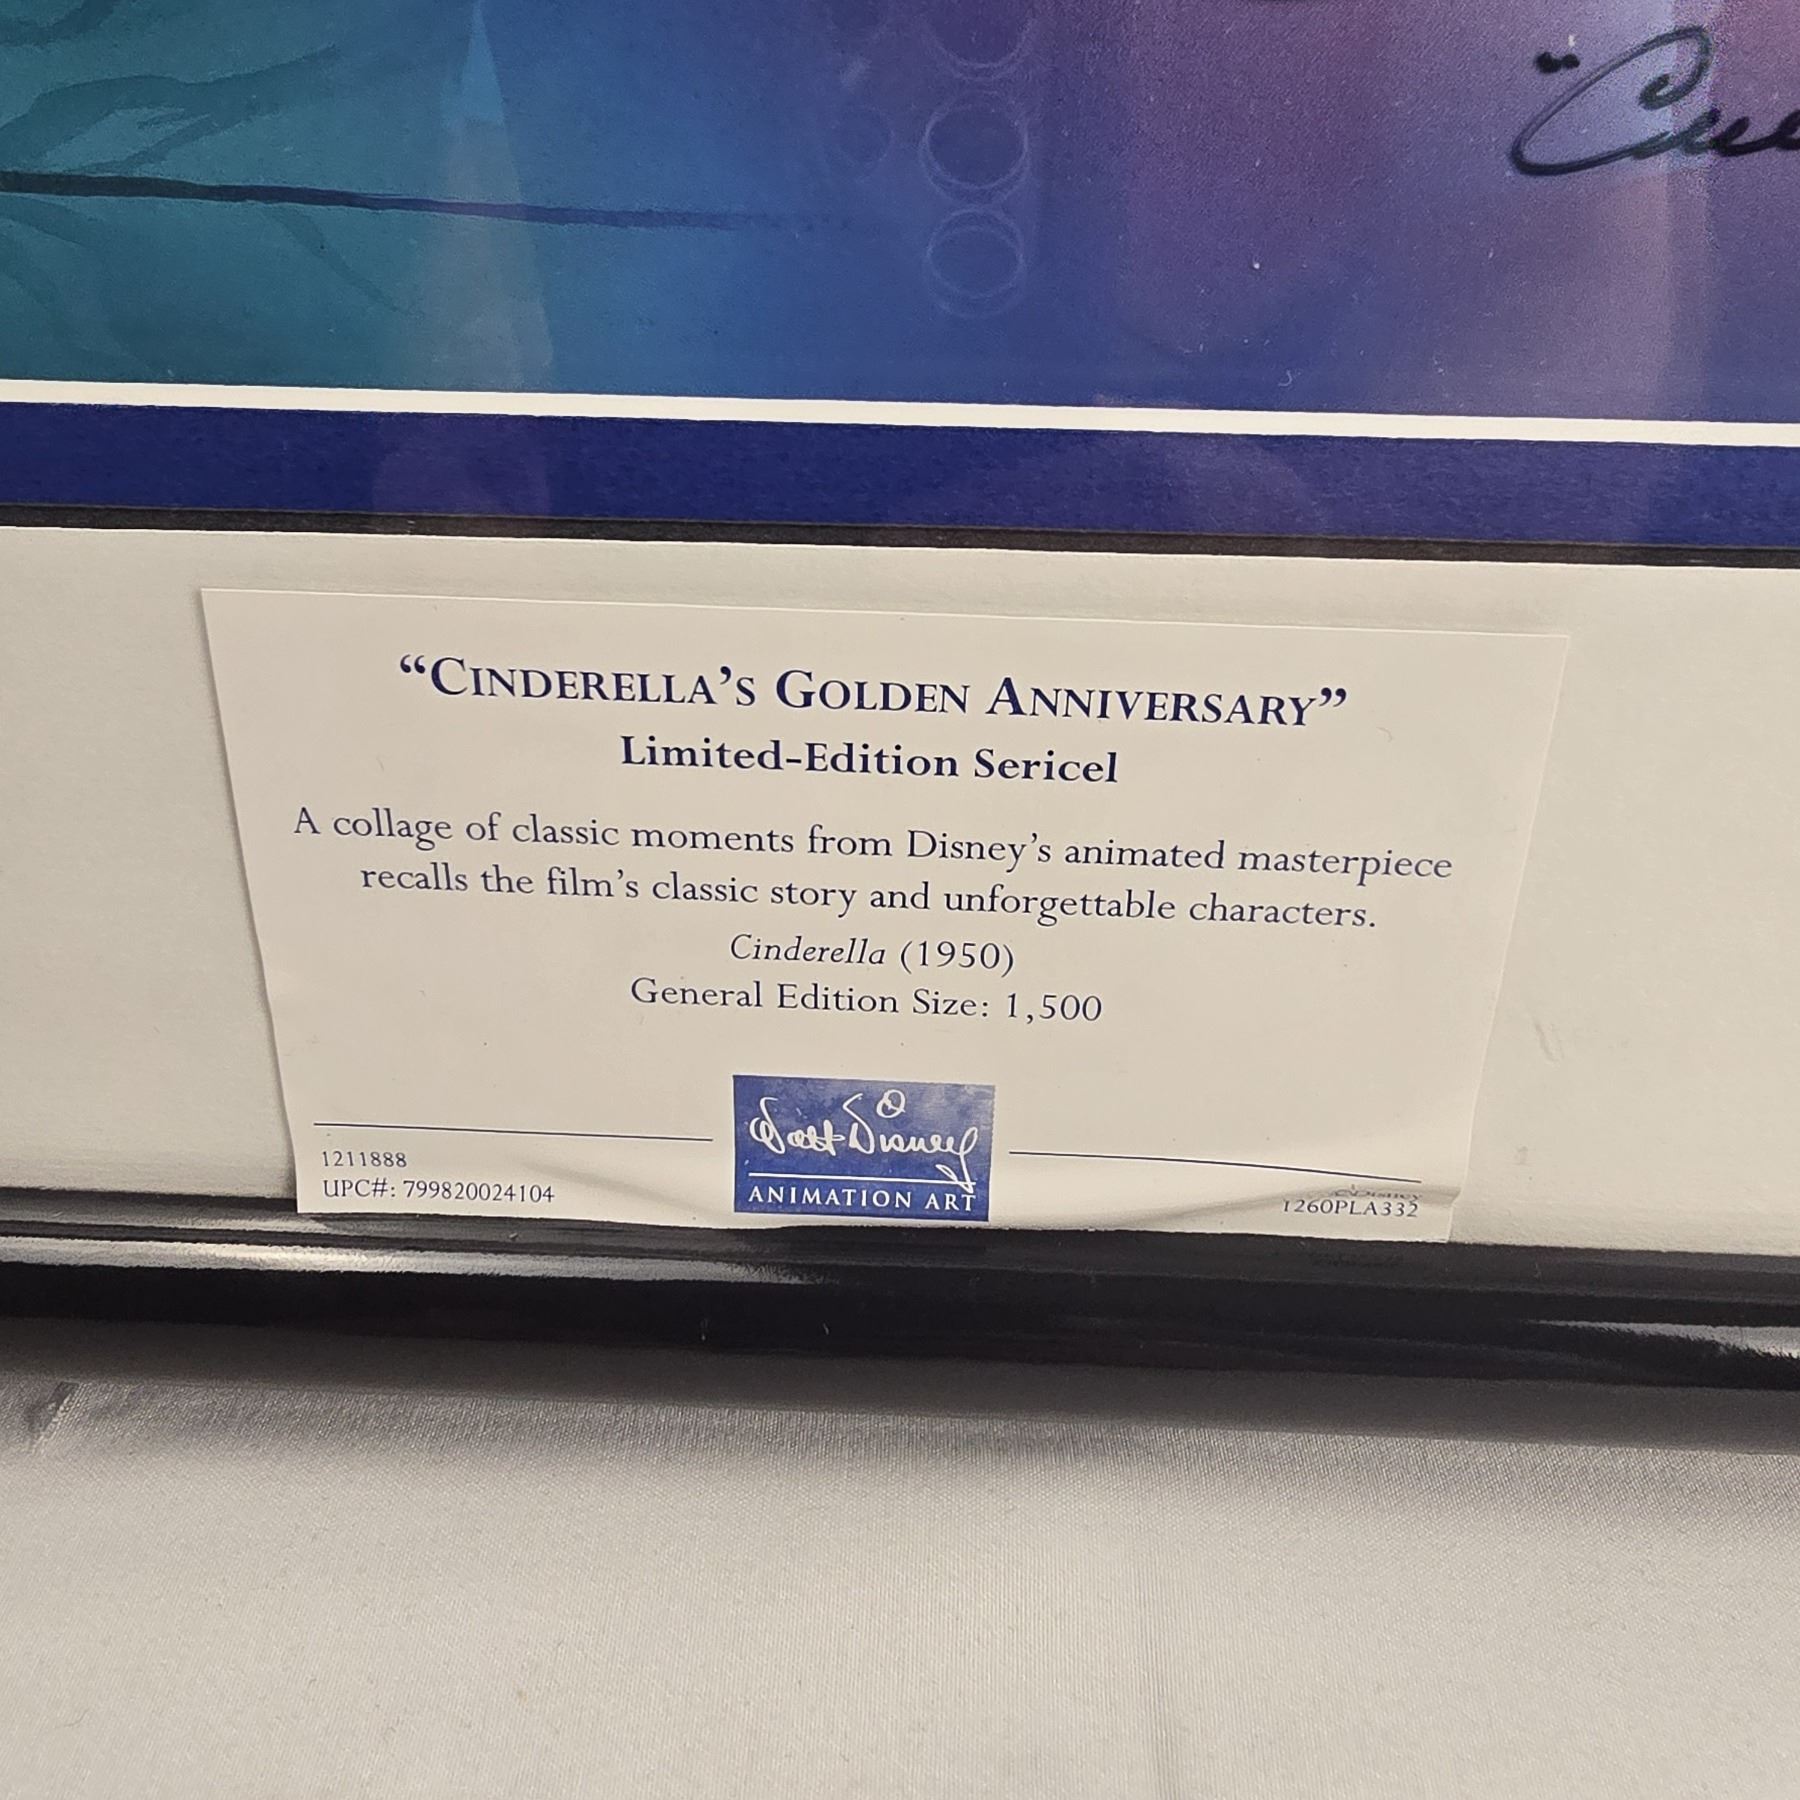 “CINDERELLA’S GOLDEN ANNIVERSARY”
Limited-Edition Sericel
A collage of classic moments from Disney’s animated masterpiece
recalls the film’s classic story and unforgettable characters.
Cinderella (1950)
General Edition Size: 1,500
Walt Disney
ANIMATION ART
1211888
UPC#: 799820024104
©Disney
1260PLA332